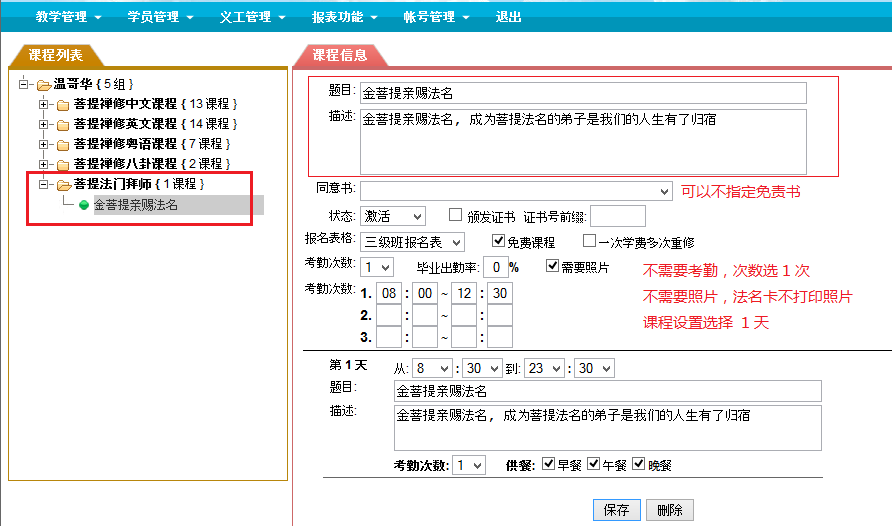 教学管理 学员管理 义工管理 报表功能 帐号管理 退出
课程列表
温哥华 { 5 组 }
菩提禅修中文课程 { 13 课程 }
菩提禅修英文课程 { 14 课程 }
菩提禅修粤语课程 { 7 课程 }
菩提禅修八卦课程 { 2 课程 }
菩提法门拜师 { 1 课程 }
金菩提亲赐法名
课程信息
题目: 金菩提亲赐法名
描述: 金菩提亲赐法名, 成为菩提法名的弟子是我们的人生有了归宿
同意书: 可以不指定免责书
状态: 激活 颁发证书 证书号前缀:
报名表格: 三级班报名表 免费课程 一次学费多次重修
考勤次数: 1 毕业出勤率: 0 % 需要照片
不需要考勤，次数选 1 次
不需要照片，法名卡不打印照片
课程设置选择 1 天
考勤次数: 1. 08 : 00 ~ 12 : 30
2. : ~ :
3. : ~ :
第 1 天 从: 8 : 30 到: 23 : 30
题目: 金菩提亲赐法名
描述: 金菩提亲赐法名, 成为菩提法名的弟子是我们的人生有了归宿
考勤次数: 1 供餐: 早餐 午餐 晚餐
保存 删除